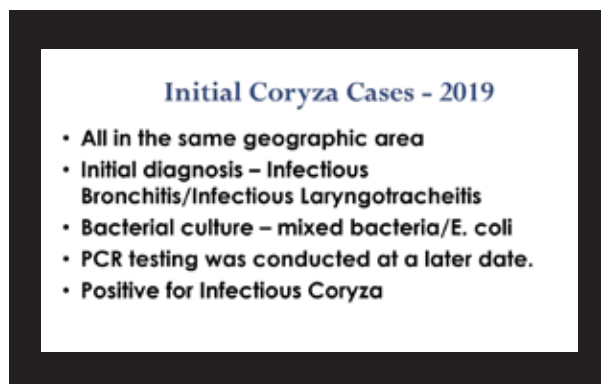 Initial Coryza Cases - 2019
• All in the same geographic area
• Initial diagnosis – Infectious
Bronchitis/Infectious Laryngotracheitis
• Bacterial culture – mixed bacteria/E. coli
• PCR testing was conducted at a later date.
• Positive for Infectious Coryza